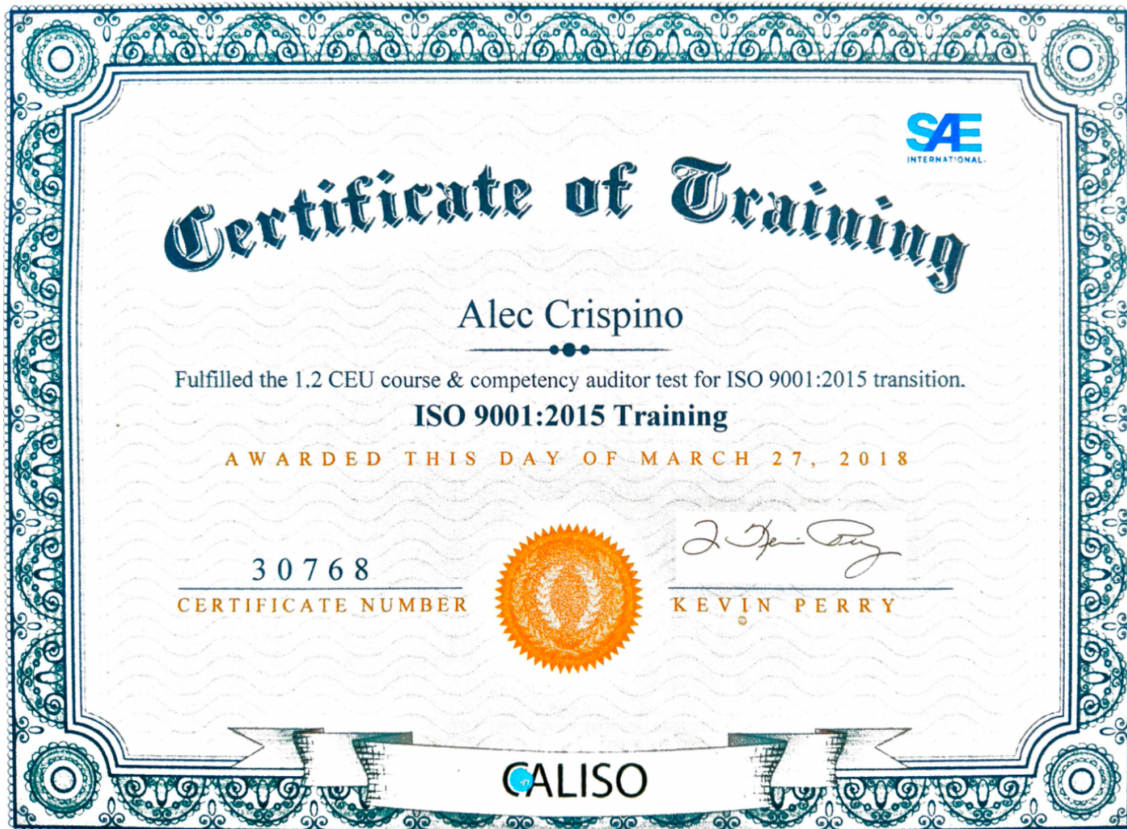 SAE
INTERNATIONAL
Certificate of Training
Alec Crispino
Fulfilled the 1.2 CEU course & competency auditor test for ISO 9001:2015 transition.
ISO 9001:2015 Training
AWARDED THIS DAY OF MARCH 27, 2018
30768
CERTIFICATE NUMBER
KEVIN PERRY
CALISO